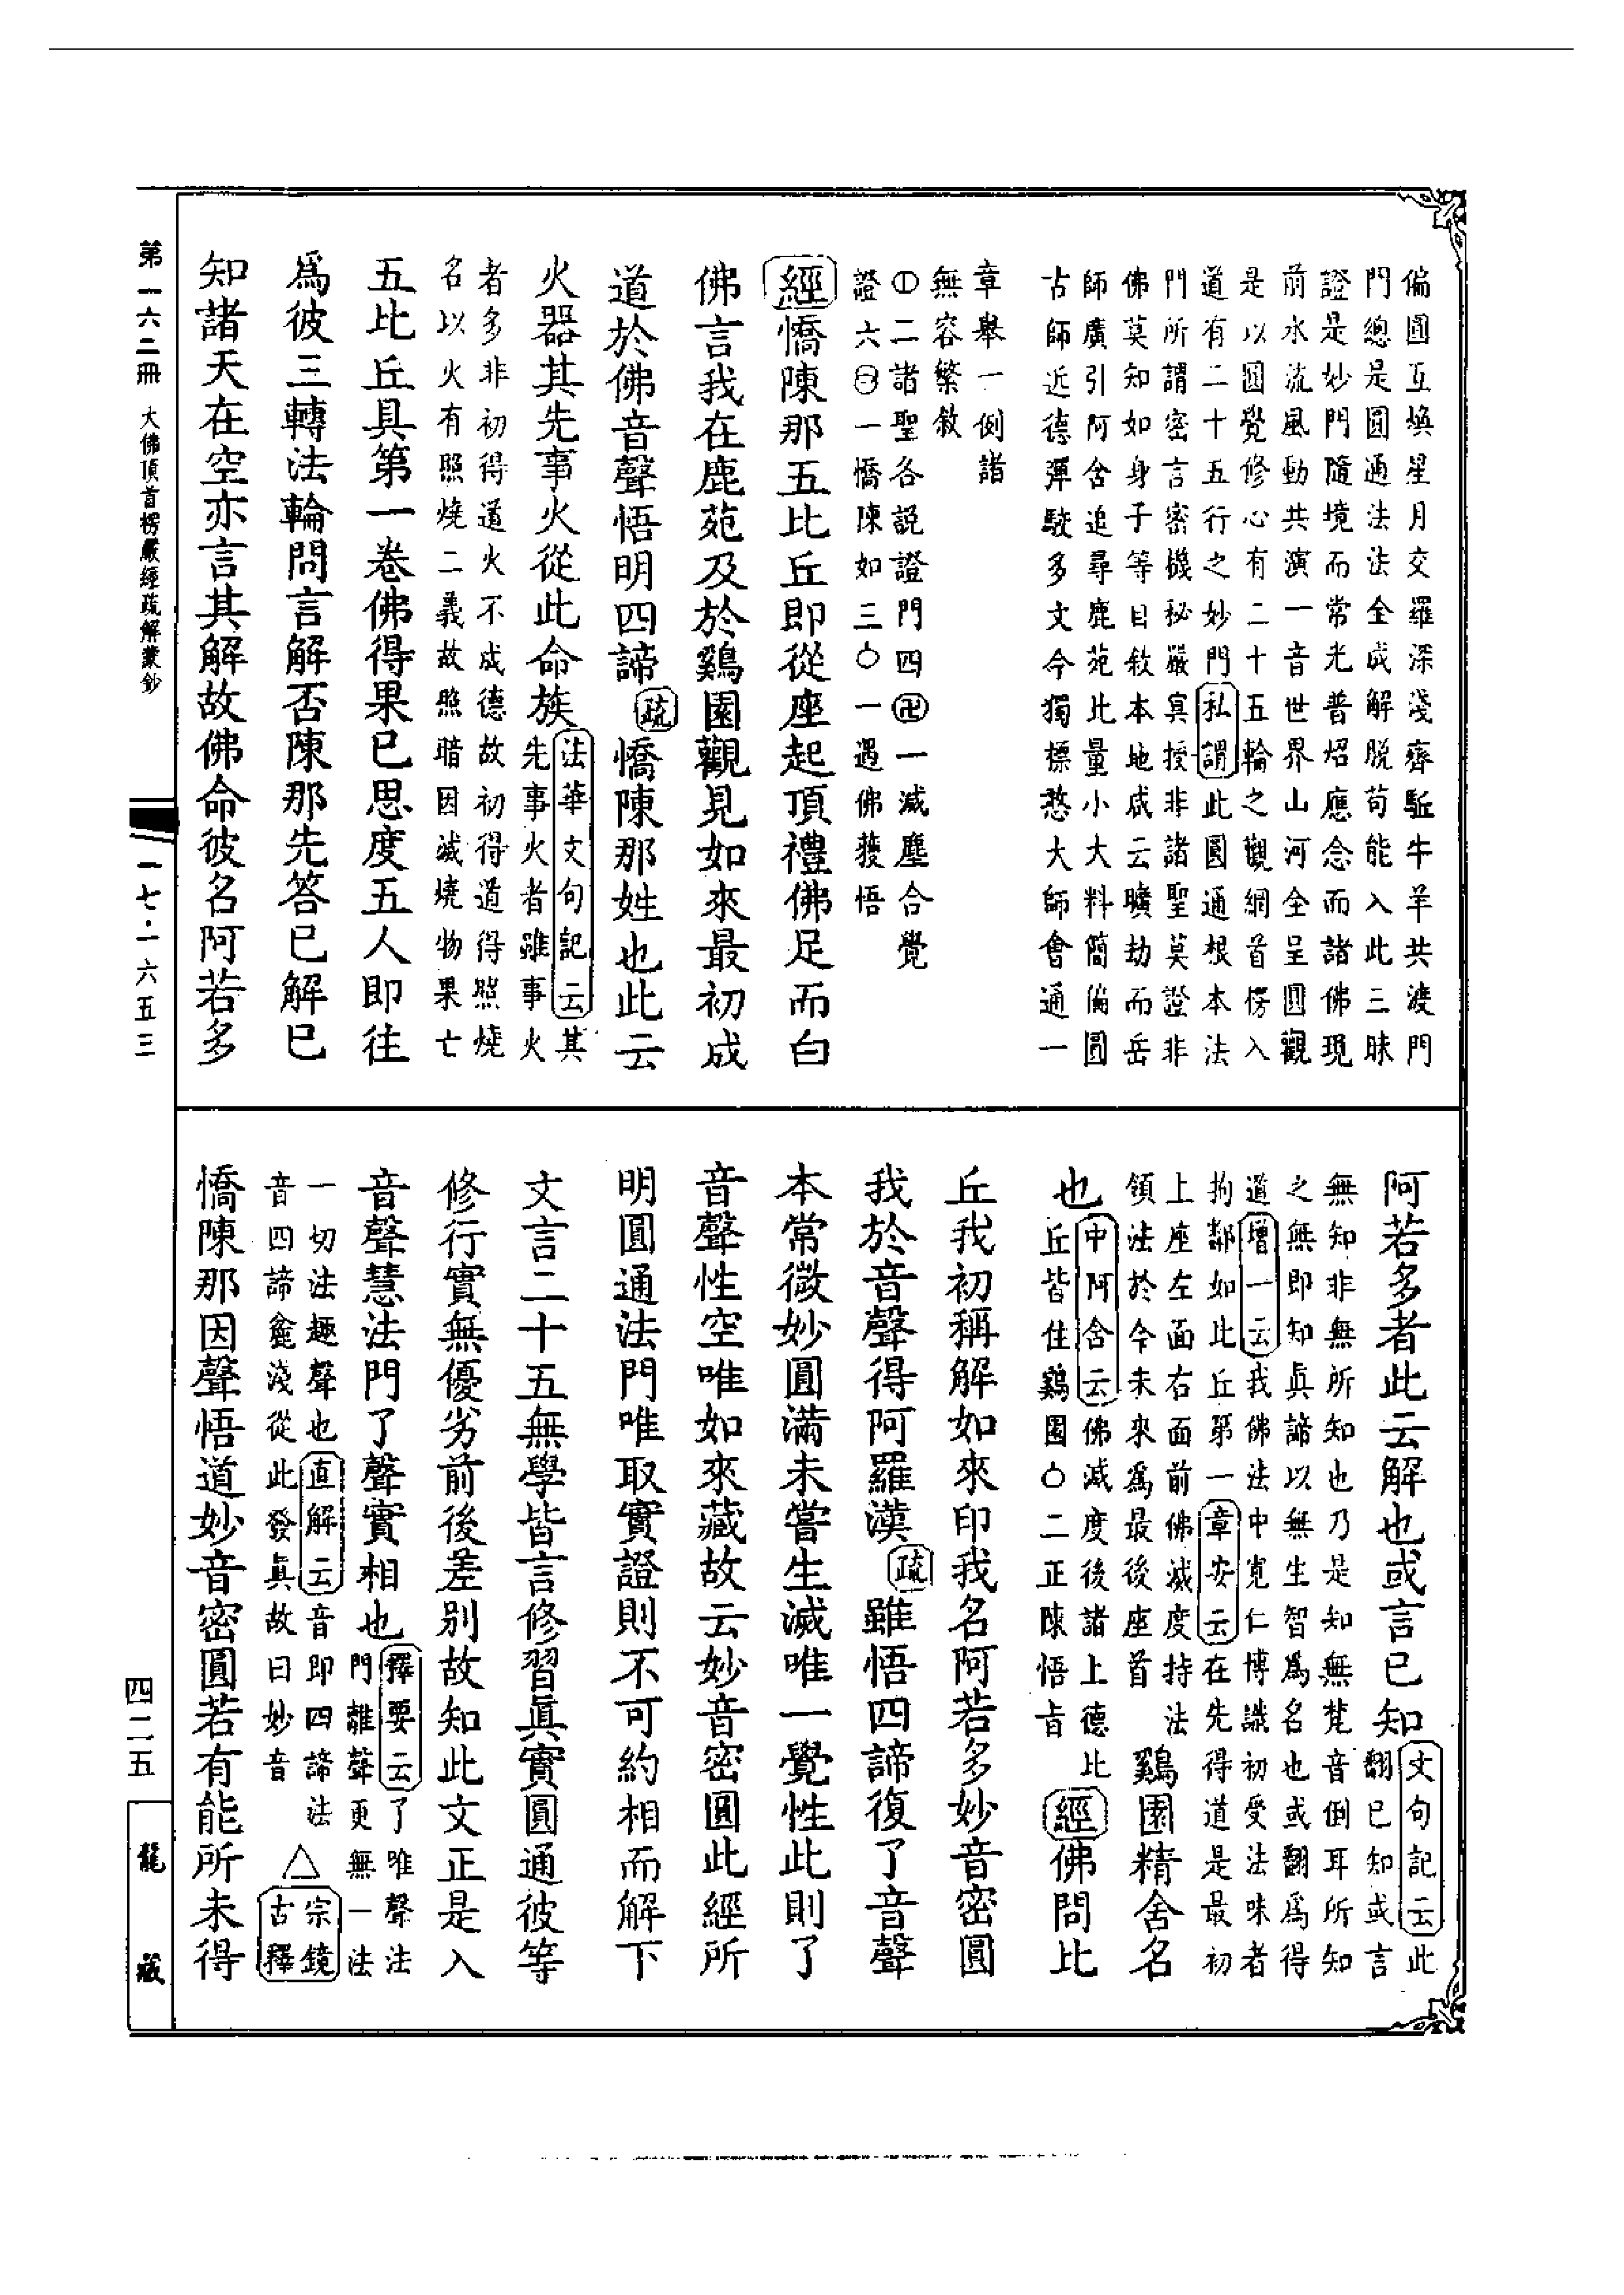 偏圓互煥星月交羅深淺齊駈牛羊共渡門
門總是圓通法法全成解脫苟能入此三昧
證是妙門隨境而常光普炤應念而諸佛現
前水流風動共演一音世界山河全呈圓觀
是以圓覺修心有二十五輪之觀網首楞入
道有二十五行之妙門私謂此圓通根本法
門所謂密言密機秘嚴冥授非諸聖莫證非
佛莫知如身子等目敘本地咸云曠劫而岳
師廣引阿含追尋鹿苑比量小大料簡偏圓
古師近德彈駮多文今獨標憨大師會通一
章舉一例諸
無容繁敘
①二諸聖各説證門四卍一減塵合覺
證六㊀一憍陳如三○一遇佛獲悟
經憍陳那五比丘即從座起頂禮佛足而白
佛言我在鹿苑及於鷄園觀見如來最初成
道於佛音聲悟明四諦疏憍陳那姓也此云
火器其先事火從此命族法華文句記云其
先事火者雖事火
者多非初得道火不成德故初得道得照燒
名以火有照燒二義故照暗因滅燒物果亡
五比丘具第一卷佛得果已思度五人即往
爲彼三轉法輪問言解否陳那先答已解已
知諸天在空亦言其解故佛命彼名阿若多
第一六二冊 大佛頂首楞嚴經疏解蒙鈔
一七·一六五三
阿若多者此云解也或言已知文句記云此
翻已知或言
無知非無所知也乃是知無梵音倒耳所知
之無即知眞諦以無生智爲名也或翻爲得
道增一云我佛法中寬仁博識初受法味者
拘鄰如比丘第一章安云在先得道是最初
上座左面右面前佛滅度持法
領法於今未來爲最後座首
鷄園精舍名
也中阿含云佛滅度後諸上德比
丘皆住鷄園○二正陳悟旨
經佛問比
丘我初稱解如來印我名阿若多妙音密圓
我於音聲得阿羅漢疏雖悟四諦復了音聲
本常微妙圓滿未嘗生滅唯一覺性此則了
音聲性空唯如來藏故云妙音密圓此經所
明圓通法門唯取實證則不可約相而解下
文言二十五無學皆言修習眞實圓通彼等
修行實無優劣前後差別故知此文正是入
音聲慧法門了聲實相也釋要云了唯聲法
門離聲更無一法
一切法趣聲也直解云音即四諦法
音四諦麄淺從此發眞故曰妙音
△宗鏡
古釋
憍陳那因聲悟道妙音密圓若有能所未得
四二五
龍藏